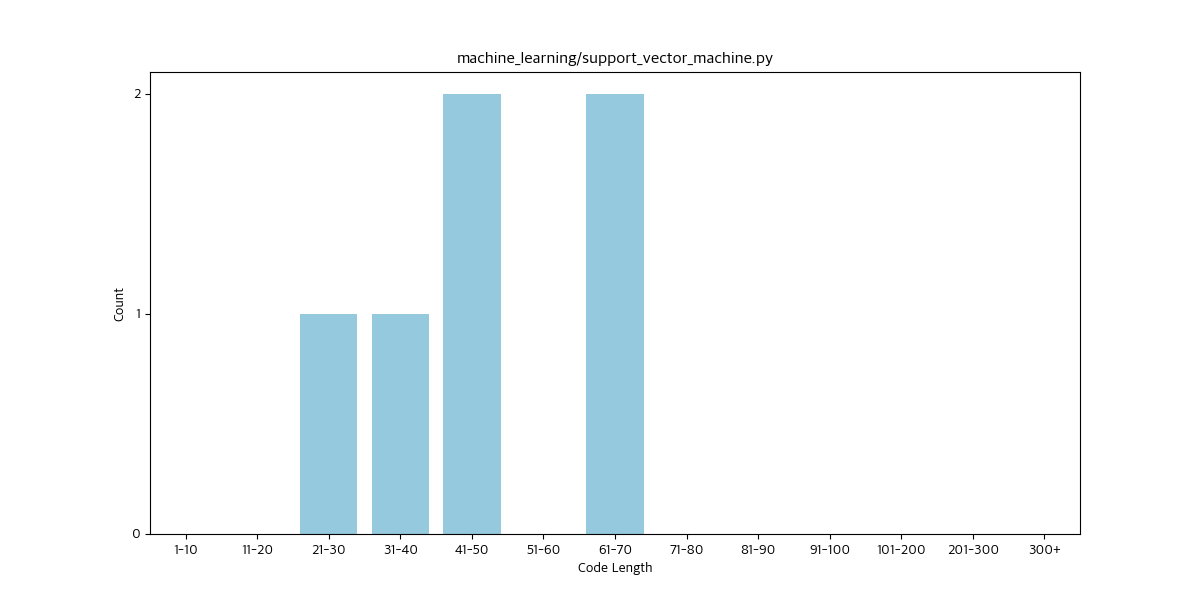 machine_learning/support_vector_machine.py
2
1
0
Count
1-10 11-20 21-30 31-40 41-50 51-60 61-70 71-80 81-90 91-100 101-200 201-300 300+
Code Length